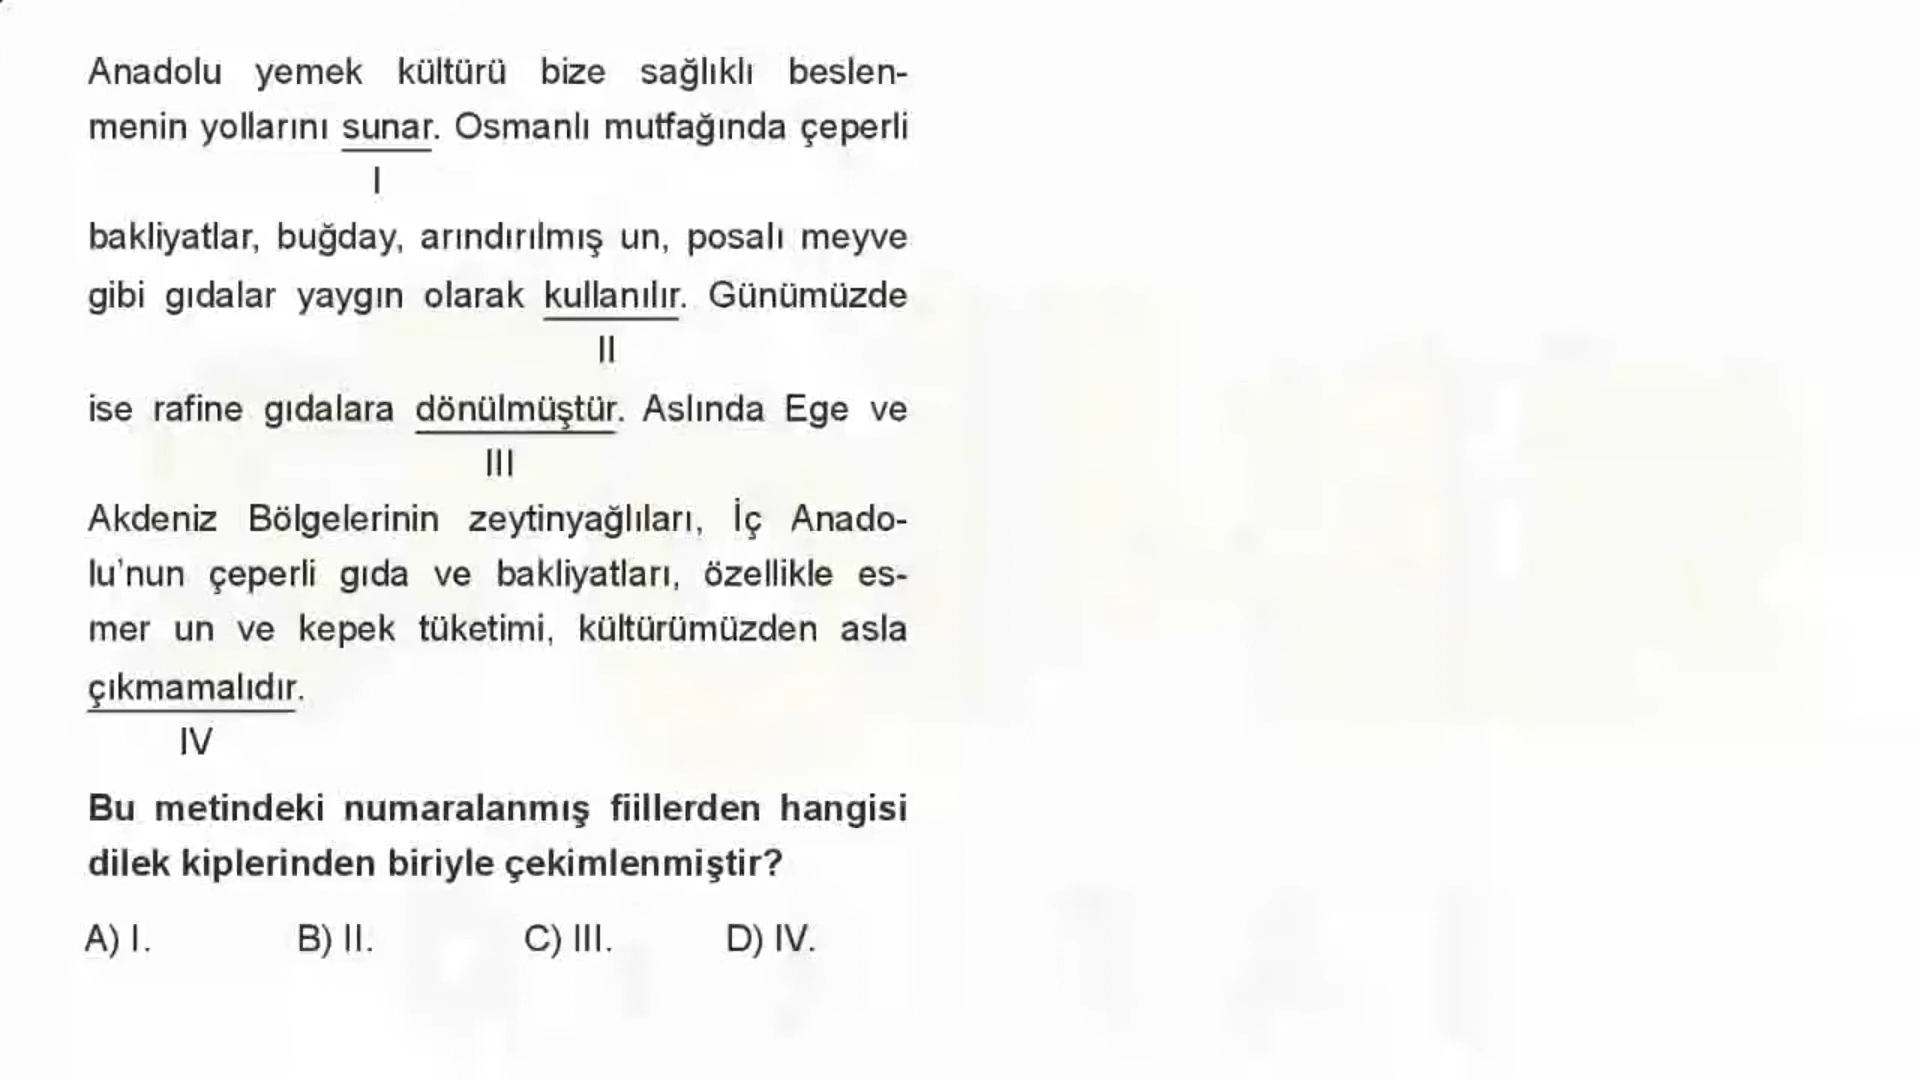 Anadolu yemek kültürü bize sağlıklı beslen-
menin yollarını sunar. Osmanlı mutfağında çeperli
I
bakliyatlar, buğday, arındırılmış un, posalı meyve
gibi gıdalar yaygın olarak kullanılır. Günümüzde
II
ise rafine gıdalara dönülmüştür. Aslında Ege ve
III
Akdeniz Bölgelerinin zeytinyağlıları, İç Anado-
lu'nun çeperli gıda ve bakliyatları, özellikle es-
mer un ve kepek tüketimi, kültürümüzden asla
çıkmamalıdır.
IV
Bu metindeki numaralanmış fiillerden hangisi
dilek kiplerinden biriyle çekimlenmiştir?
A) I. B) II. C) III. D) IV.